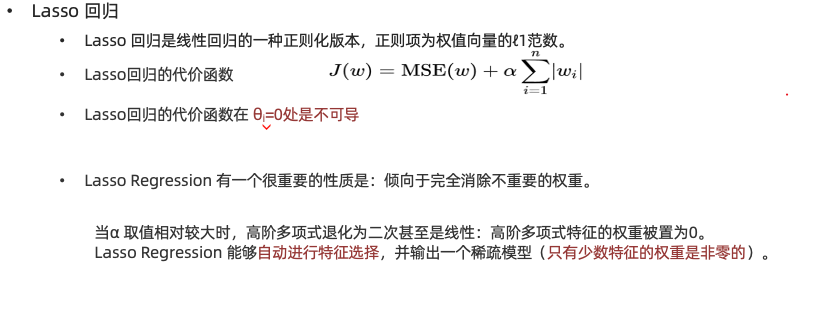 • Lasso 回归
• Lasso 回归是线性回归的一种正则化版本，正则项为权值向量的ℓ1范数。
• Lasso回归的代价函数 J(w) = MSE(w) + α ∑ⁿᵢ₌₁ |wᵢ|
• Lasso回归的代价函数在 θᵢ=0处是不可导
• Lasso Regression 有一个很重要的性质是：倾向于完全消除不重要的权重。
当α 取值相对较大时，高阶多项式退化为二次甚至是线性：高阶多项式特征的权重被置为0。
Lasso Regression 能够自动进行特征选择，并输出一个稀疏模型（只有少数特征的权重是非零的）。